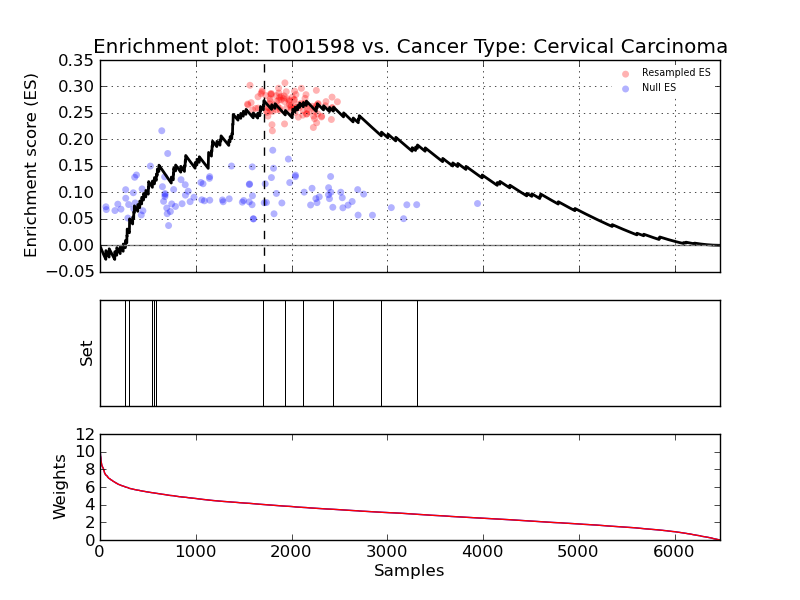 Enrichment plot: T001598 vs. Cancer Type: Cervical Carcinoma
Enrichment score (ES)
0.35
0.30
0.25
0.20
0.15
0.10
0.05
0.00
−0.05
Resampled ES
Null ES
Set
Weights
12
10
8
6
4
2
0
0 1000 2000 3000 4000 5000 6000
Samples